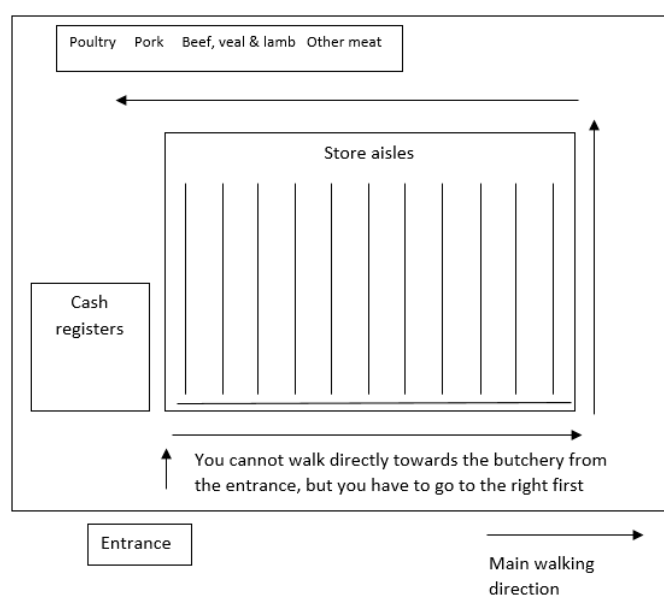 Poultry Pork Beef, veal & lamb Other meat
Store aisles
Cash
registers
You cannot walk directly towards the butchery from
the entrance, but you have to go to the right first
Entrance
Main walking
direction